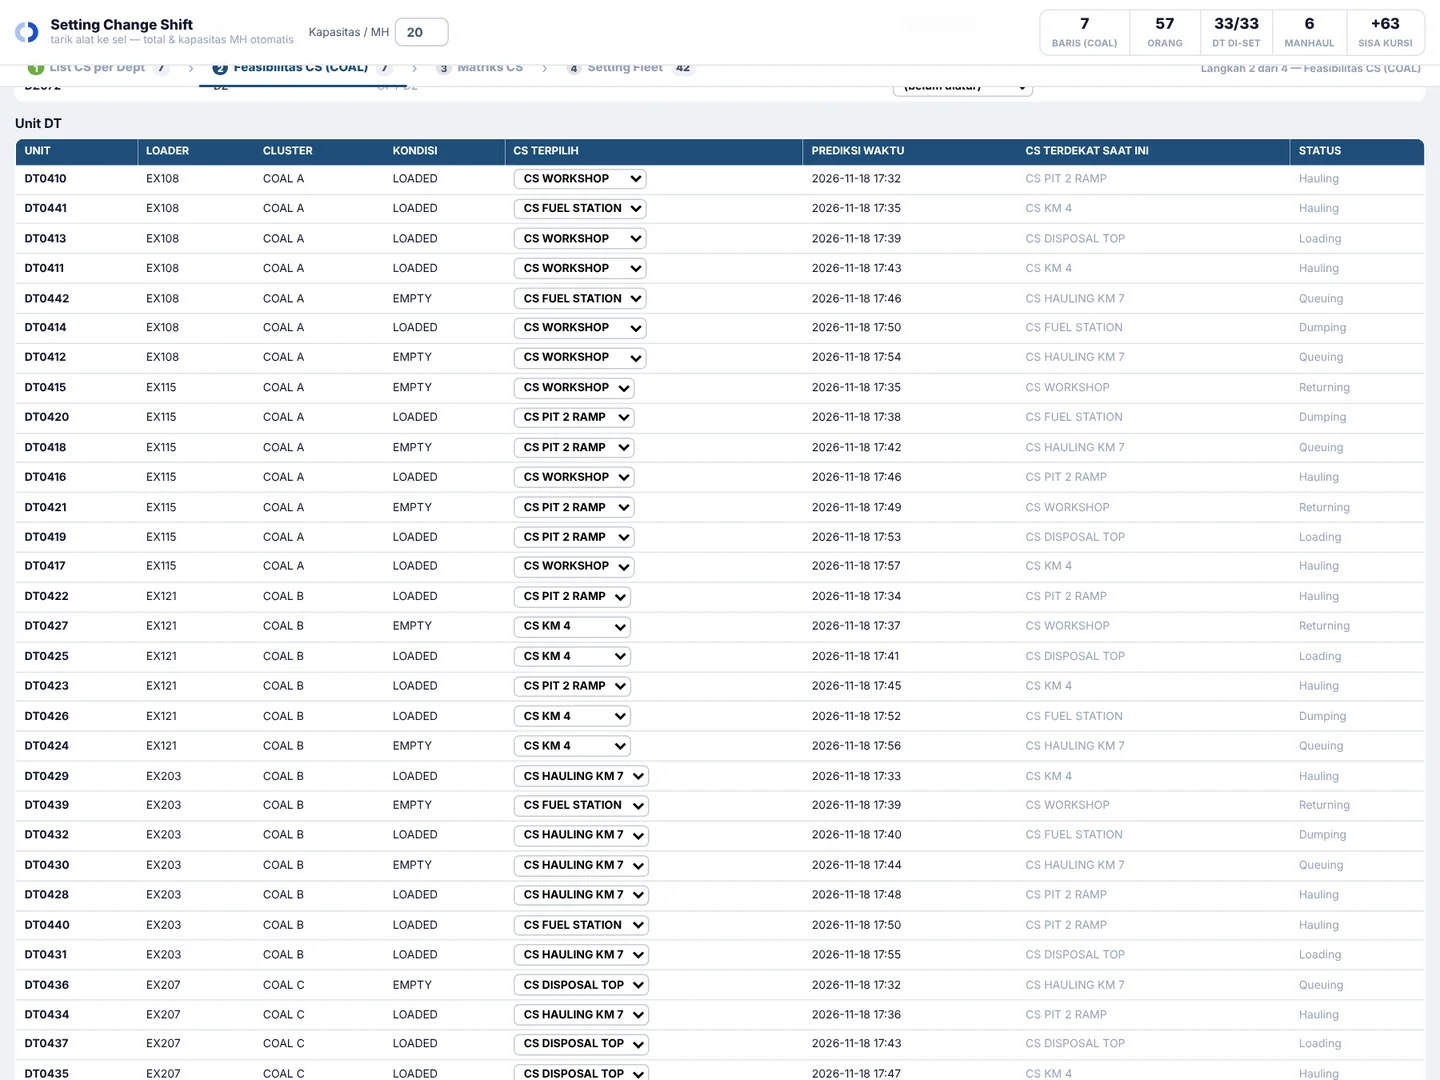 Setting Change Shift
tarik alat ke sel — total & kapasitas MH otomatis
Kapasitas / MH 20
7 BARIS (COAL)
57 ORANG
33/33 DT DI-SET
6 MANHAUL
+63 SISA KURSI
1 List CS per Dept 7 › 2 Feasibilitas CS (COAL) 7 › 3 Matriks CS › 4 Setting Fleet 42
Langkah 2 dari 4 — Feasibilitas CS (COAL)
(belum diatur)
Unit DT
UNIT LOADER CLUSTER KONDISI CS TERPILIH PREDIKSI WAKTU CS TERDEKAT SAAT INI STATUS
DT0410 EX108 COAL A LOADED CS WORKSHOP 2026-11-18 17:32 CS PIT 2 RAMP Hauling
DT0441 EX108 COAL A LOADED CS FUEL STATION 2026-11-18 17:35 CS KM 4 Hauling
DT0413 EX108 COAL A LOADED CS WORKSHOP 2026-11-18 17:39 CS DISPOSAL TOP Loading
DT0411 EX108 COAL A LOADED CS WORKSHOP 2026-11-18 17:43 CS KM 4 Hauling
DT0442 EX108 COAL A EMPTY CS FUEL STATION 2026-11-18 17:46 CS HAULING KM 7 Queuing
DT0414 EX108 COAL A LOADED CS WORKSHOP 2026-11-18 17:50 CS FUEL STATION Dumping
DT0412 EX108 COAL A EMPTY CS WORKSHOP 2026-11-18 17:54 CS HAULING KM 7 Queuing
DT0415 EX115 COAL A EMPTY CS WORKSHOP 2026-11-18 17:35 CS WORKSHOP Returning
DT0420 EX115 COAL A LOADED CS PIT 2 RAMP 2026-11-18 17:38 CS FUEL STATION Dumping
DT0418 EX115 COAL A EMPTY CS PIT 2 RAMP 2026-11-18 17:42 CS HAULING KM 7 Queuing
DT0416 EX115 COAL A LOADED CS WORKSHOP 2026-11-18 17:46 CS PIT 2 RAMP Hauling
DT0421 EX115 COAL A EMPTY CS PIT 2 RAMP 2026-11-18 17:49 CS WORKSHOP Returning
DT0419 EX115 COAL A LOADED CS PIT 2 RAMP 2026-11-18 17:53 CS DISPOSAL TOP Loading
DT0417 EX115 COAL A LOADED CS WORKSHOP 2026-11-18 17:57 CS KM 4 Hauling
DT0422 EX121 COAL B LOADED CS PIT 2 RAMP 2026-11-18 17:34 CS PIT 2 RAMP Hauling
DT0427 EX121 COAL B EMPTY CS KM 4 2026-11-18 17:37 CS WORKSHOP Returning
DT0425 EX121 COAL B LOADED CS KM 4 2026-11-18 17:41 CS DISPOSAL TOP Loading
DT0423 EX121 COAL B LOADED CS PIT 2 RAMP 2026-11-18 17:45 CS KM 4 Hauling
DT0426 EX121 COAL B LOADED CS KM 4 2026-11-18 17:52 CS FUEL STATION Dumping
DT0424 EX121 COAL B EMPTY CS KM 4 2026-11-18 17:56 CS HAULING KM 7 Queuing
DT0429 EX203 COAL B LOADED CS HAULING KM 7 2026-11-18 17:33 CS KM 4 Hauling
DT0439 EX203 COAL B EMPTY CS FUEL STATION 2026-11-18 17:39 CS WORKSHOP Returning
DT0432 EX203 COAL B LOADED CS HAULING KM 7 2026-11-18 17:40 CS FUEL STATION Dumping
DT0430 EX203 COAL B EMPTY CS HAULING KM 7 2026-11-18 17:44 CS HAULING KM 7 Queuing
DT0428 EX203 COAL B LOADED CS HAULING KM 7 2026-11-18 17:48 CS PIT 2 RAMP Hauling
DT0440 EX203 COAL B LOADED CS FUEL STATION 2026-11-18 17:50 CS PIT 2 RAMP Hauling
DT0431 EX203 COAL B LOADED CS HAULING KM 7 2026-11-18 17:55 CS DISPOSAL TOP Loading
DT0436 EX207 COAL C EMPTY CS DISPOSAL TOP 2026-11-18 17:32 CS HAULING KM 7 Queuing
DT0434 EX207 COAL C LOADED CS HAULING KM 7 2026-11-18 17:36 CS PIT 2 RAMP Hauling
DT0437 EX207 COAL C LOADED CS DISPOSAL TOP 2026-11-18 17:43 CS DISPOSAL TOP Loading
DT0435 EX207 COAL C LOADED CS DISPOSAL TOP 2026-11-18 17:47 CS KM 4 Hauling